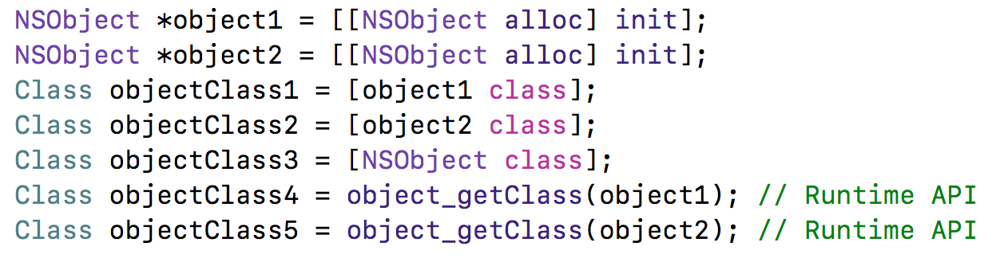 NSObject *object1 = [[NSObject alloc] init];
NSObject *object2 = [[NSObject alloc] init];
Class objectClass1 = [object1 class];
Class objectClass2 = [object2 class];
Class objectClass3 = [NSObject class];
Class objectClass4 = object_getClass(object1); // Runtime API
Class objectClass5 = object_getClass(object2); // Runtime API